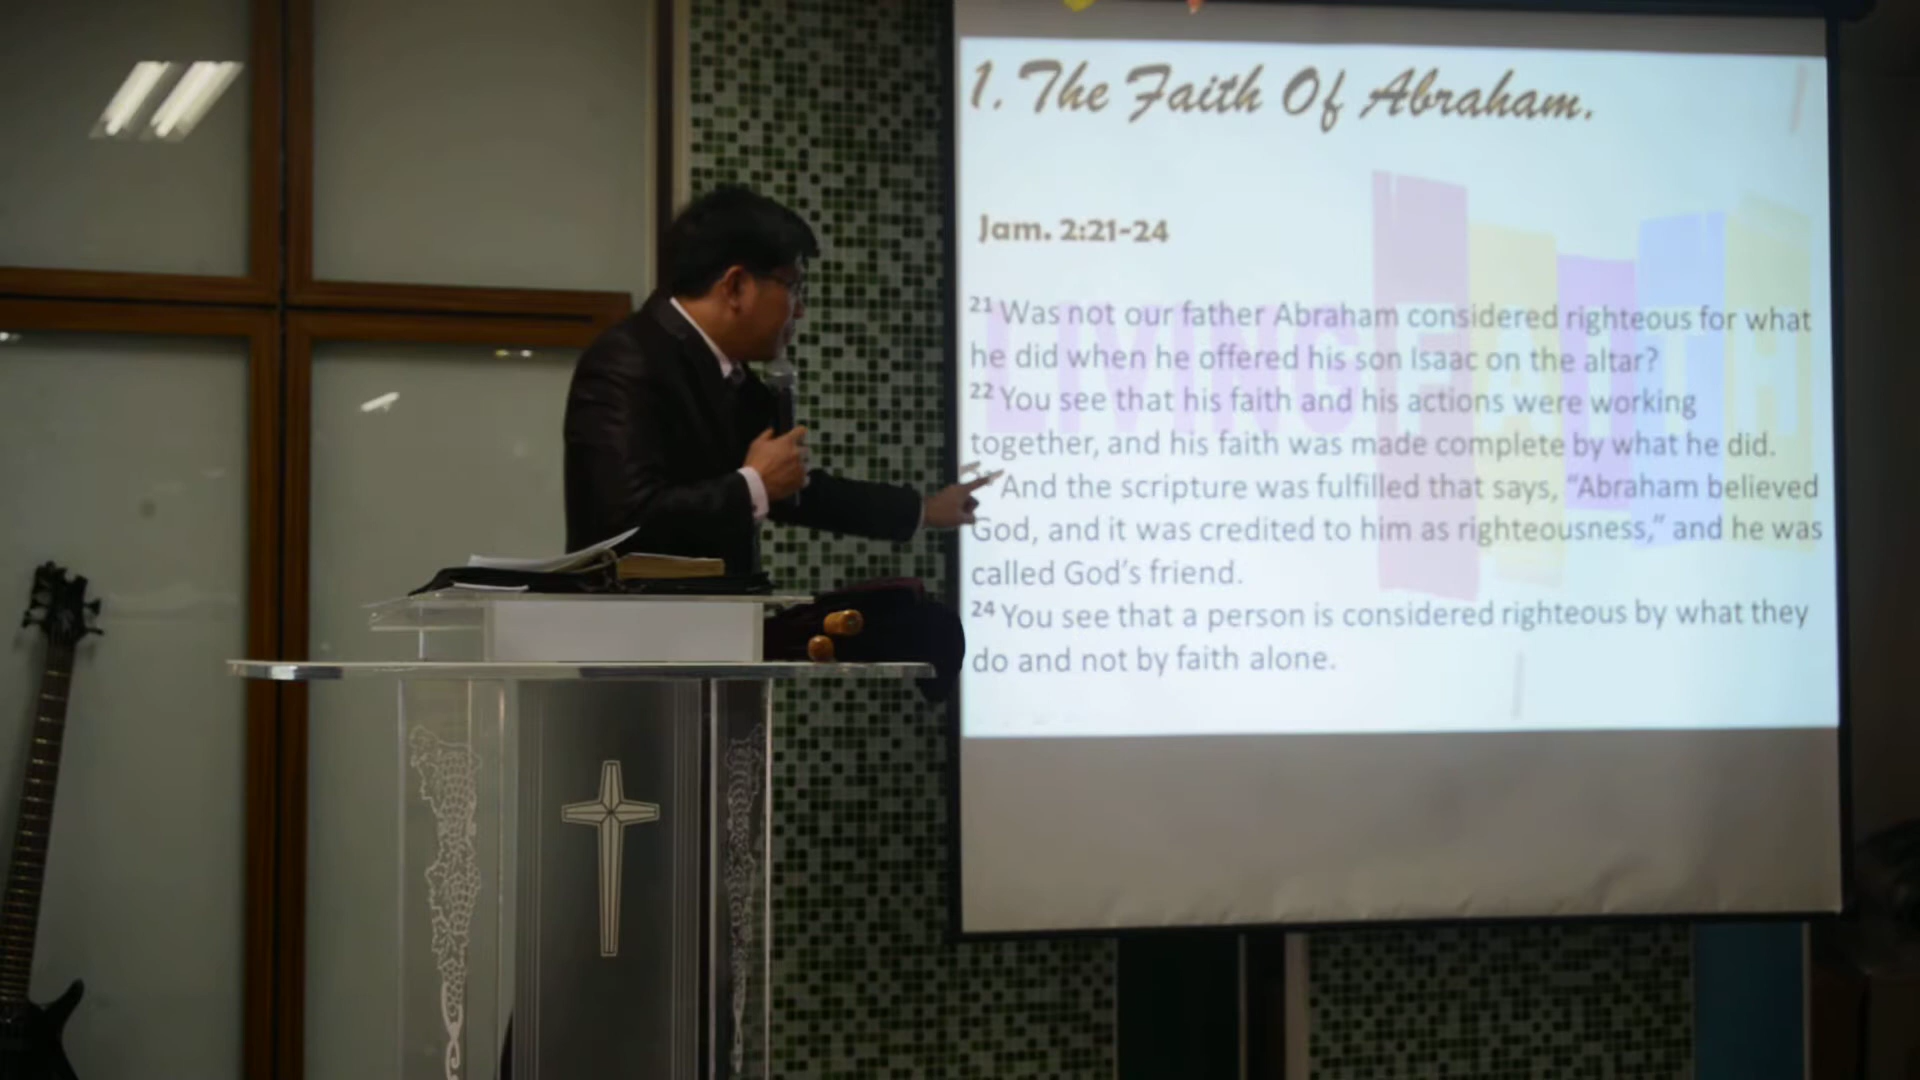 1. The Faith Of Abraham.
Jam. 2:21-24
21 Was not our father Abraham considered righteous for what
he did when he offered his son Isaac on the altar?
22 You see that his faith and his actions were working
together, and his faith was made complete by what he did.
And the scripture was fulfilled that says, “Abraham believed
God, and it was credited to him as righteousness,” and he was
called God’s friend.
24 You see that a person is considered righteous by what they
do and not by faith alone.
LIVING FAITH